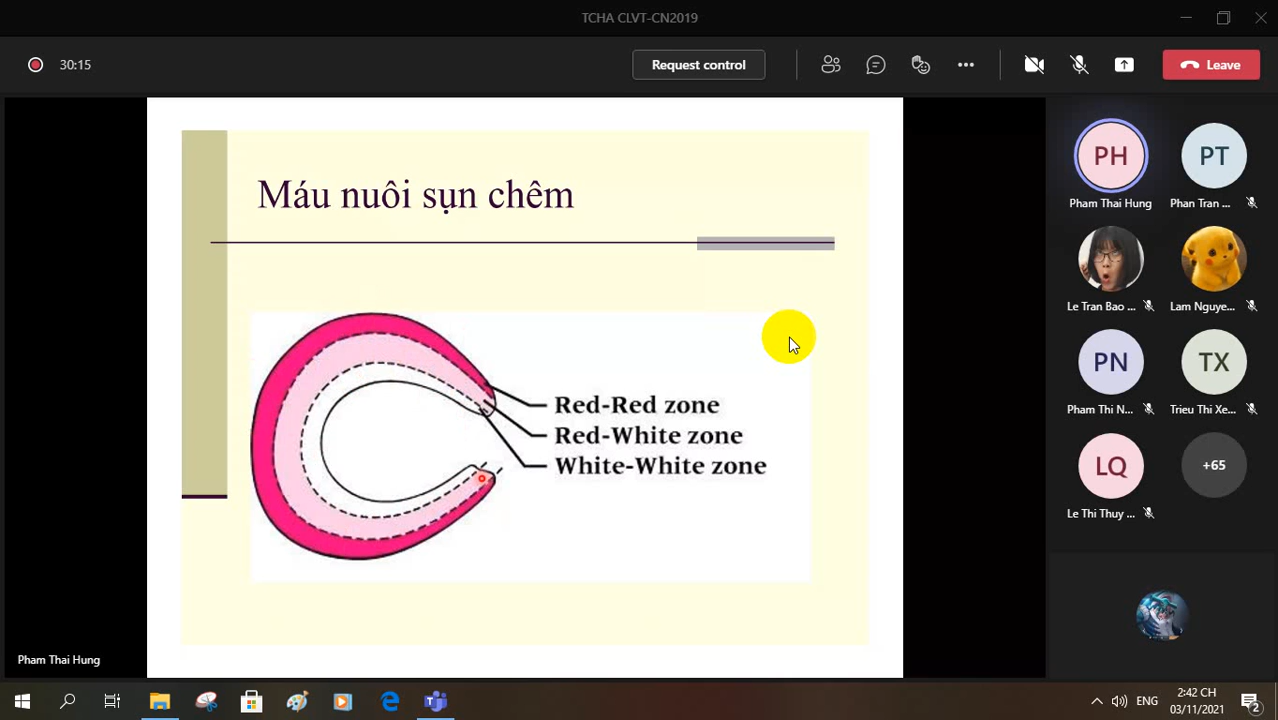 TCHA CLVT-CN2019
30:15
Request control
Leave
Máu nuôi sụn chêm
Red-Red zone
Red-White zone
White-White zone
PH
PT
Pham Thai Hung
Phan Tran ...
Le Tran Bao ...
Lam Nguye...
PN
TX
Pham Thi N...
Trieu Thi Xe...
LQ
+65
Le Thi Thuy ...
Pham Thai Hung
ENG
2:42 CH
03/11/2021
2